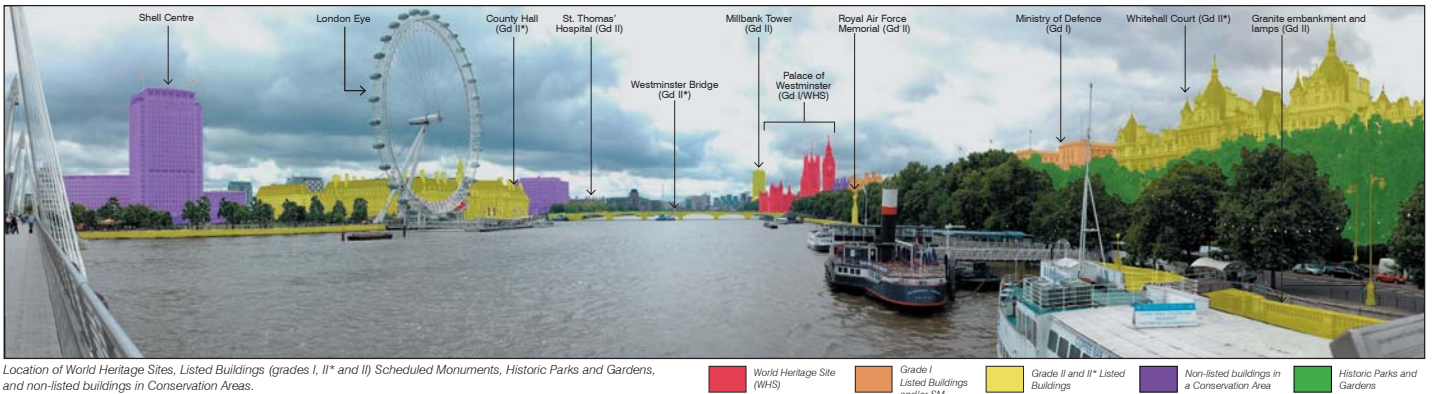 Shell Centre
London Eye
County Hall
(Gd II*)
St. Thomas'
Hospital (Gd II)
Westminster Bridge
(Gd II*)
Millbank Tower
(Gd II)
Palace of
Westminster
(Gd I/WHS)
Royal Air Force
Memorial (Gd II)
Ministry of Defence
(Gd I)
Whitehall Court (Gd II*)
Granite embankment and
lamps (Gd II)
Location of World Heritage Sites, Listed Buildings (grades I, II* and II) Scheduled Monuments, Historic Parks and Gardens,
and non-listed buildings in Conservation Areas.
World Heritage Site
(WHS)
Grade I
Listed Buildings
and/or SM
Grade II and II* Listed
Buildings
Non-listed buildings in
a Conservation Area
Historic Parks and
Gardens